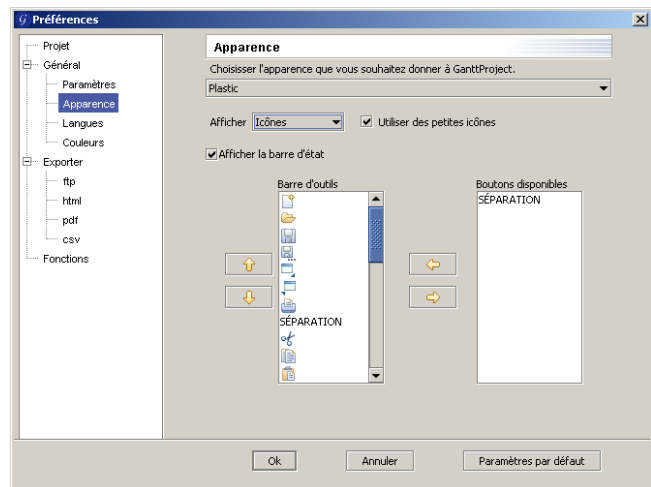 Préférences
Projet
Général
Paramètres
Apparence
Langues
Couleurs
Exporter
ftp
html
pdf
csv
Fonctions
Apparence
Choisisser l'apparence que vous souhaitez donner à GanttProject.
Plastic
Afficher Icônes Utiliser des petites icônes
Afficher la barre d'état
Barre d'outils
SÉPARATION
Boutons disponibles
SÉPARATION
Ok Annuler Paramètres par défaut